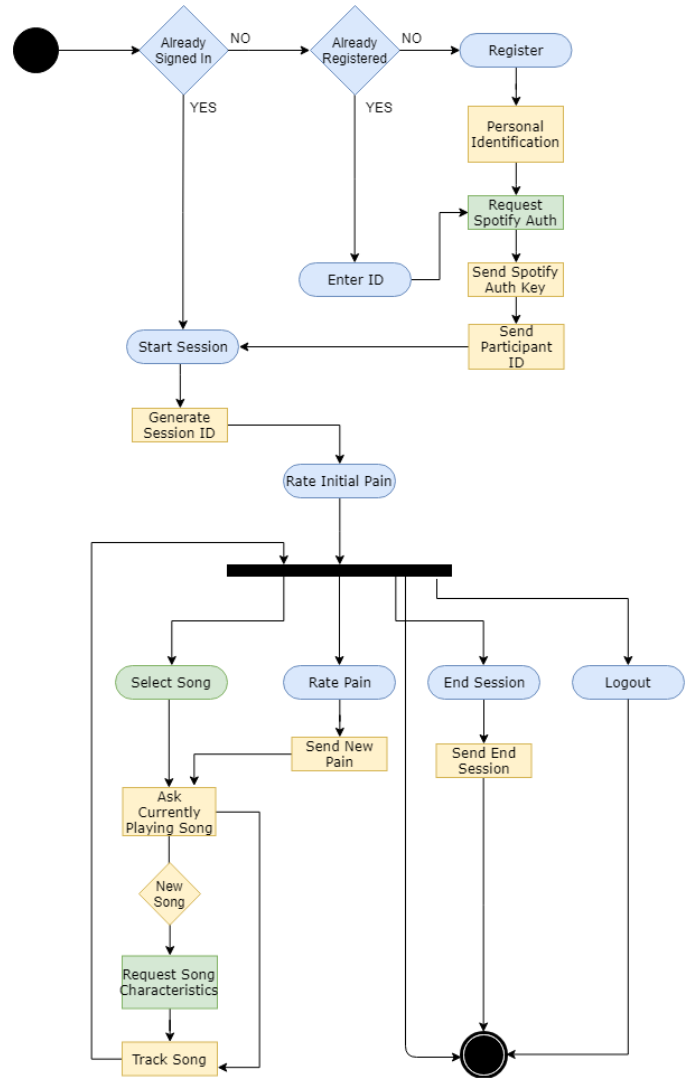 Already
Signed In
NO
Already
Registered
NO
Register
YES
YES
Personal
Identification
Request
Spotify Auth
Enter ID
Send Spotify
Auth Key
Start Session
Send
Participant
ID
Generate
Session ID
Rate Initial Pain
Select Song
Rate Pain
End Session
Logout
Send New
Pain
Send End
Session
Ask
Currently
Playing Song
New
Song
Request Song
Characteristics
Track Song